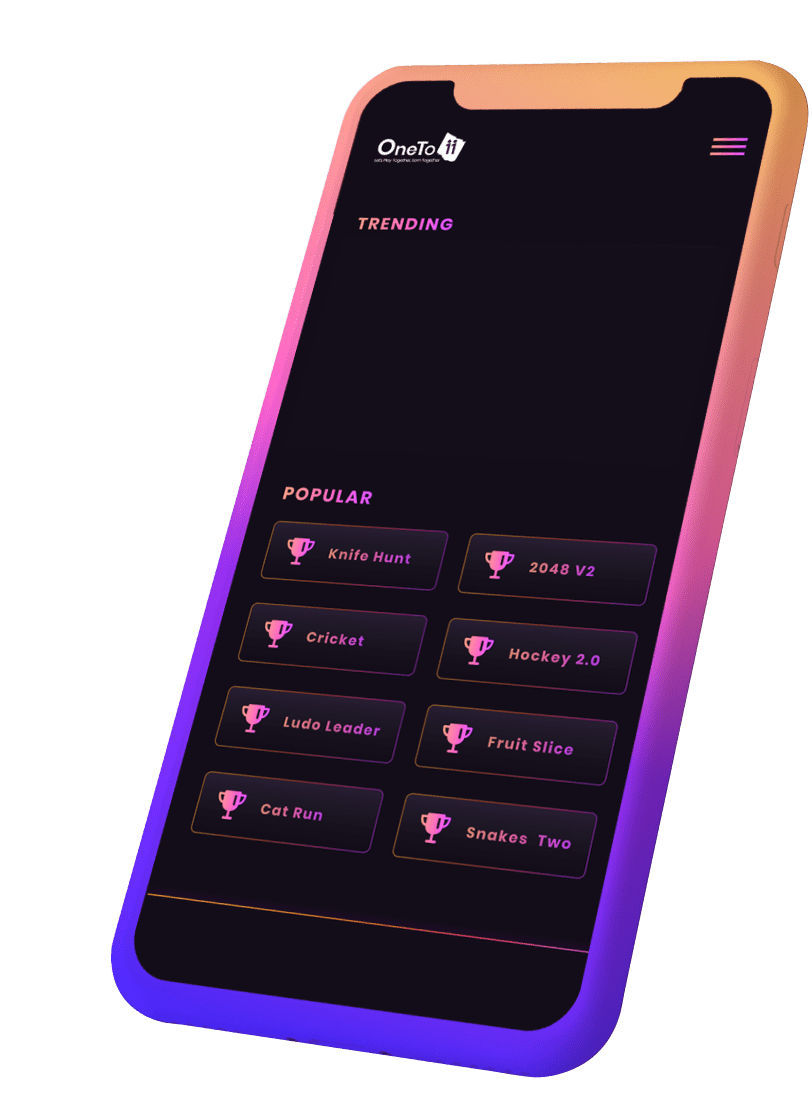 OneTo 11
Let's Play Together, Earn Together
TRENDING
POPULAR
Knife Hunt
2048 V2
Cricket
Hockey 2.0
Ludo Leader
Fruit Slice
Cat Run
Snakes Two